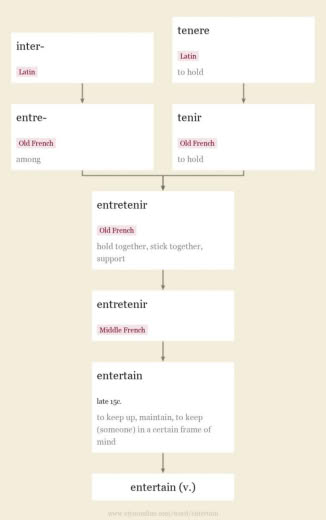 inter-
Latin
tenere
Latin
to hold
entre-
Old French
among
tenir
Old French
to hold
entretenir
Old French
hold together, stick together,
support
entretenir
Middle French
entertain
late 15c.
to keep up, maintain, to keep
(someone) in a certain frame of
mind
entertain (v.)
www.etymonline.com/word/entertain